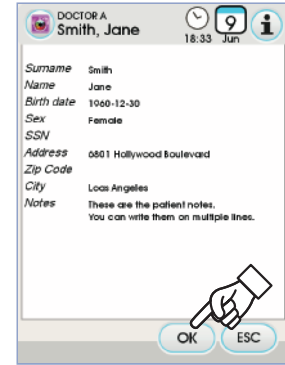 DOCTOR A
Smith, Jane
18:33
9
Jun
i
Surname Smith
Name Jane
Birth date 1960-12-30
Sex Female
SSN
Address 6801 Hollywood Boulevard
Zip Code
City Loos Angeles
Notes These are the patient notes.
You can write them on multiple lines.
OK
ESC